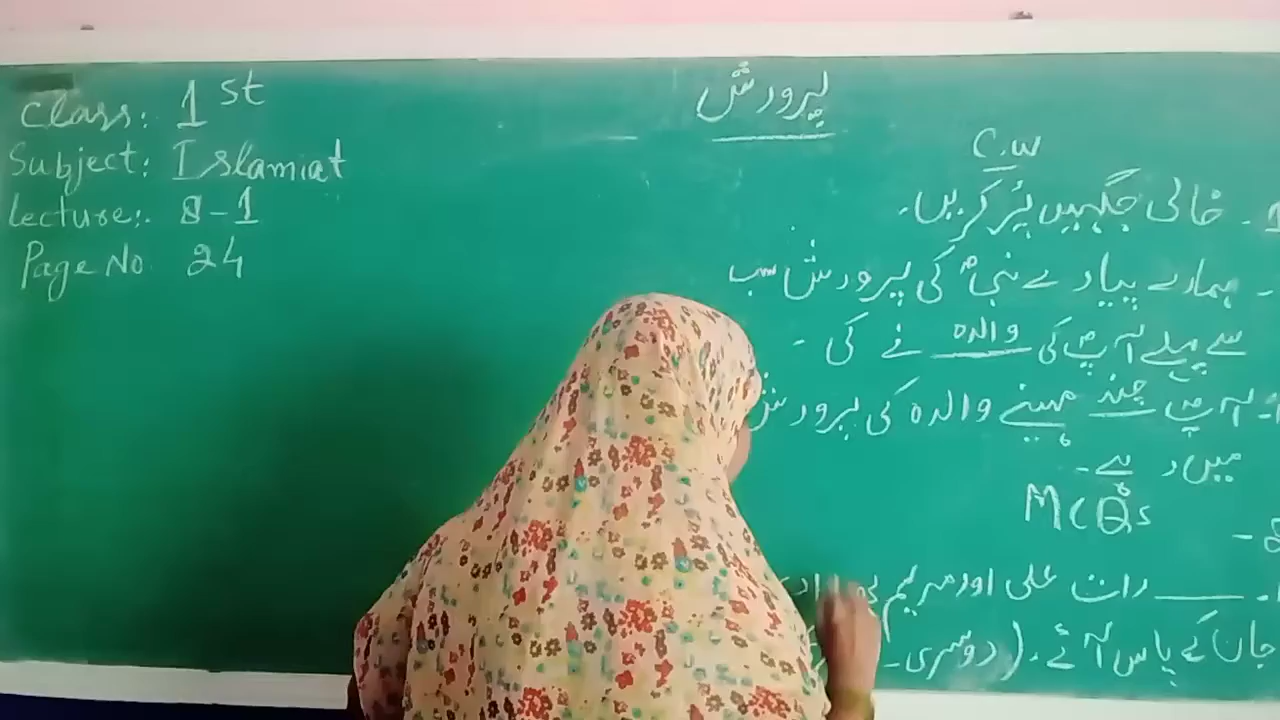 Class: 1st
Subject: Islamiat
Lecture: 8-1
Page No. 24
پرورش
C.W
1- خالی جگہیں پُر کریں۔
- ہمارے پیارے نبیؐ کی پرورش سب
سے پہلے آپؐ کی والدہ نے کی -
- آپؐ چند مہینے والدہ کی پرورش
میں رہے۔
MCQs
- ____ رات علی اور مریم
جان کے پاس آئے۔ (دوسری-